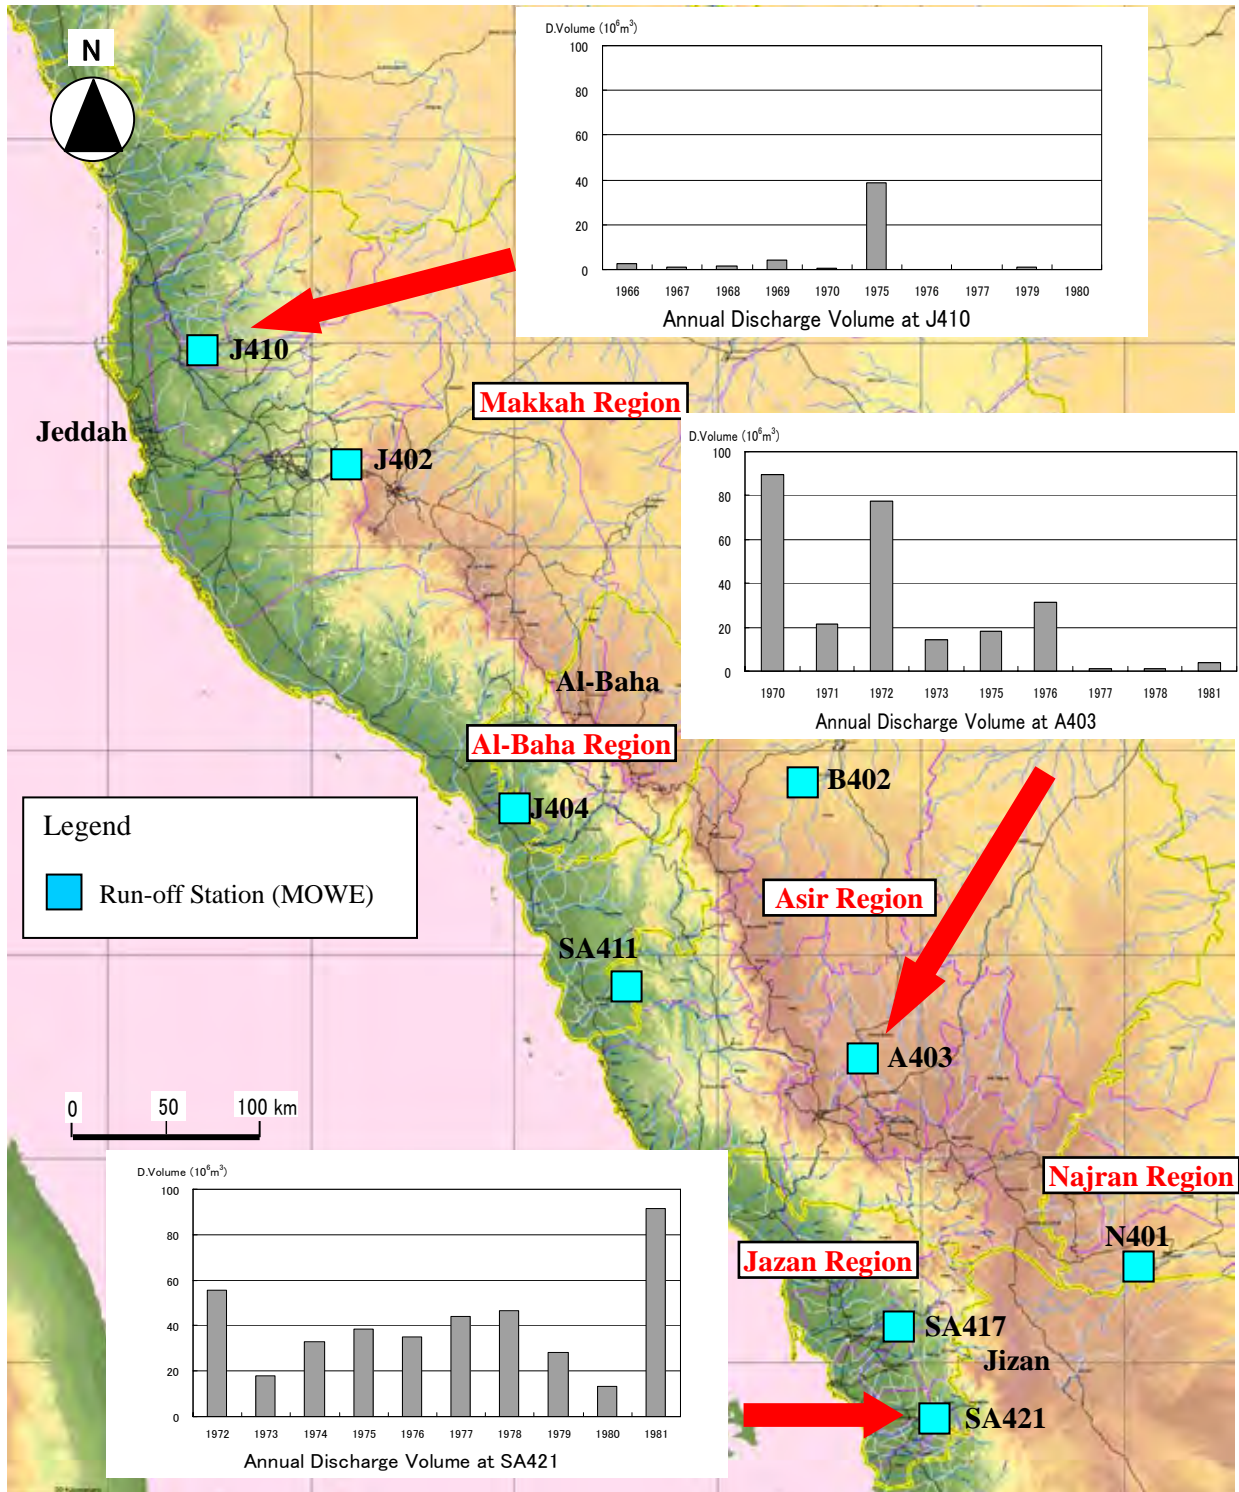 N
D.Volume (10⁶m³)
100
80
60
40
20
0
1966 1967 1968 1969 1970 1975 1976 1977 1979 1980
Annual Discharge Volume at J410
J410
Makkah Region
Jeddah
J402
D.Volume (10⁶m³)
100
80
60
40
20
0
1970 1971 1972 1973 1975 1976 1977 1978 1981
Annual Discharge Volume at A403
Al-Baha
Al-Baha Region
B402
J404
Legend
Run-off Station (MOWE)
Asir Region
SA411
A403
0 50 100 km
Najran Region
N401
Jazan Region
SA417
Jizan
SA421
D.Volume (10⁶m³)
100
80
60
40
20
0
1972 1973 1974 1975 1976 1977 1978 1979 1980 1981
Annual Discharge Volume at SA421